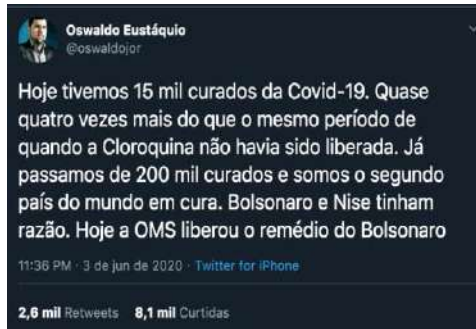 Oswaldo Eustáquio
@oswaldojor
Hoje tivemos 15 mil curados da Covid-19. Quase
quatro vezes mais do que o mesmo período de
quando a Cloroquina não havia sido liberada. Já
passamos de 200 mil curados e somos o segundo
país do mundo em cura. Bolsonaro e Nise tinham
razão. Hoje a OMS liberou o remédio do Bolsonaro
11:36 PM · 3 de jun de 2020 · Twitter for iPhone
2,6 mil Retweets 8,1 mil Curtidas